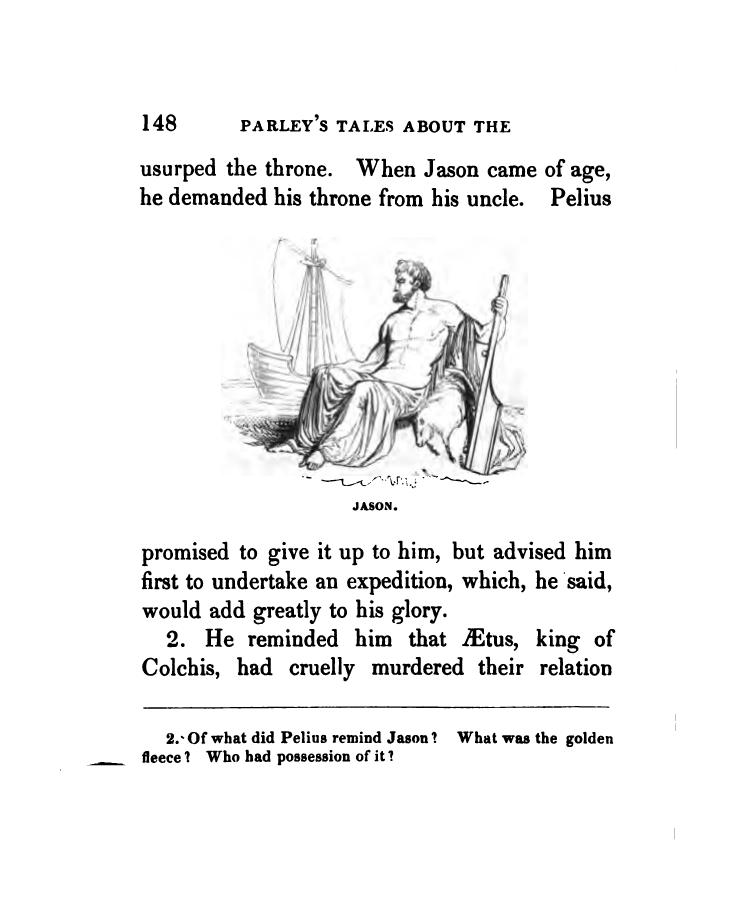 148 PARLEY'S TALES ABOUT THE
usurped the throne. When Jason came of age,
he demanded his throne from his uncle. Pelius
JASON.
promised to give it up to him, but advised him
first to undertake an expedition, which, he said,
would add greatly to his glory.
2. He reminded him that Ætus, king of
Colchis, had cruelly murdered their relation
2. Of what did Pelius remind Jason? What was the golden
fleece? Who had possession of it?